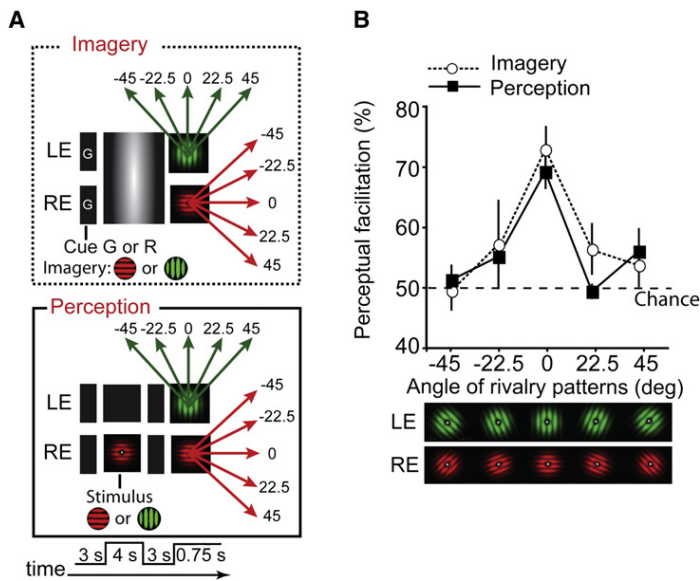 A
Imagery
-45 -22.5 0 22.5 45
LE
G
RE
G
-45
-22.5
0
22.5
45
Cue G or R
Imagery: or
Perception
-45 -22.5 0 22.5 45
LE
RE
-45
-22.5
0
22.5
45
Stimulus
or
3 s 4 s 3 s 0.75 s
time
B
Imagery
Perception
Perceptual facilitation (%)
80
70
60
50
40
Chance
-45 -22.5 0 22.5 45
Angle of rivalry patterns (deg)
LE
RE